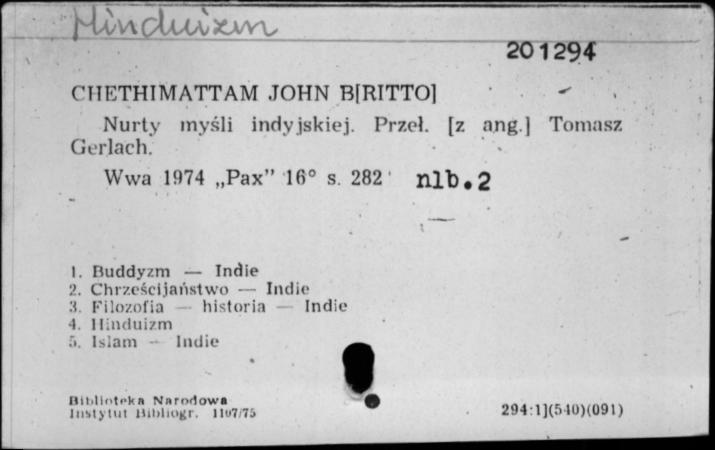 Hinduizm
201294
CHETHIMATTAM JOHN B[RITTO]
Nurty myśli indyjskiej. Przeł. [z ang.] Tomasz
Gerlach.
Wwa 1974 „Pax” 16° s. 282 nlb.2
1. Buddyzm — Indie
2. Chrześcijaństwo — Indie
3. Filozofia — historia — Indie
4. Hinduizm
5. Islam — Indie
Biblioteka Narodowa
Instytut Bibliogr. 1107/75
294:1](540)(091)